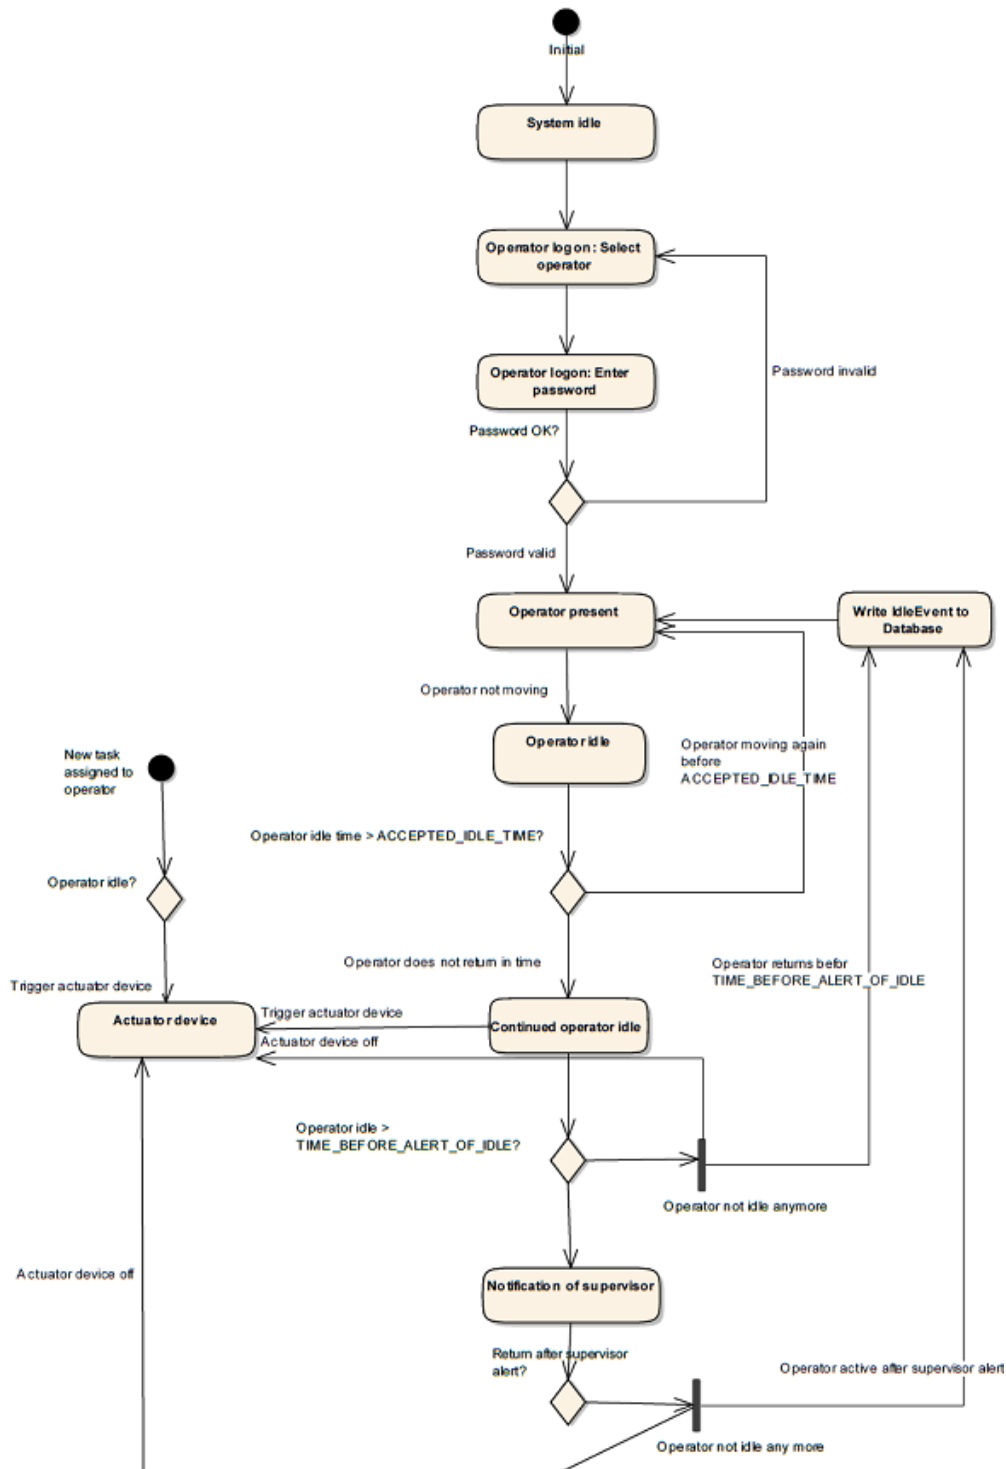 Initial
System idle
Operrator logon : Select
operator
Operator logon: Enter
password
Password invalid
Password OK?
Password valid
Operator present
Write IdleEvent to
Database
Operator not moving
Operator idle
Operator moving again
before
ACCEPTED_IDLE_TIME
New task
assigned to
operator
Operator idle time > ACCEPTED_IDLE_TIME?
Operator idle?
Operator does not return in time
Operator returns befor
TIME_BEFORE_ALERT_OF_IDLE
Trigger actuator device
Actuator device
Trigger actuator device
Actuator device off
Continued operator idle
Operator idle >
TIME_BEFORE_ALERT_OF_IDLE?
Operator not idle anymore
Actuator device off
Notification of supervisor
Return after supervisor
alert?
Operator active after supervisor alert
Operator not idle any more